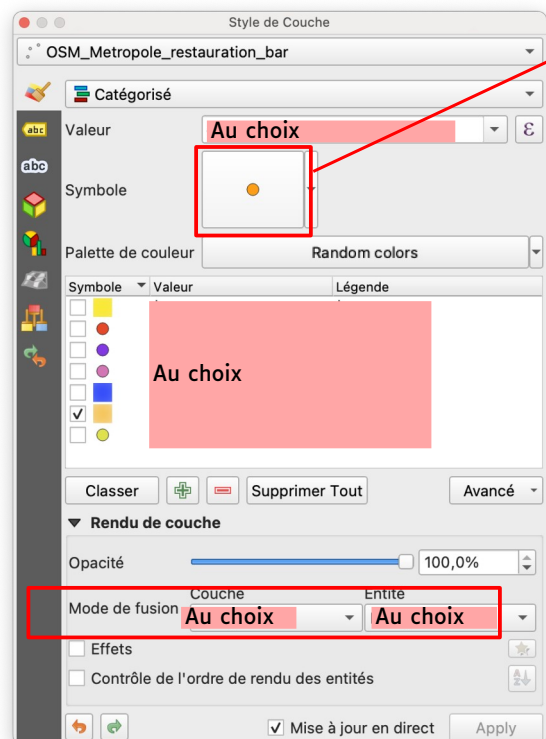 Style de Couche
OSM_Metropole_restauration_bar
Catégorisé
abc
Valeur
Au choix
ε
abc
Symbole
Palette de couleur
Random colors
Symbole
Valeur
Légende
Au choix
Classer
Supprimer Tout
Avancé
Rendu de couche
Opacité
100,0%
Couche
Entité
Mode de fusion
Au choix
Au choix
Effets
Contrôle de l'ordre de rendu des entités
Mise à jour en direct
Apply